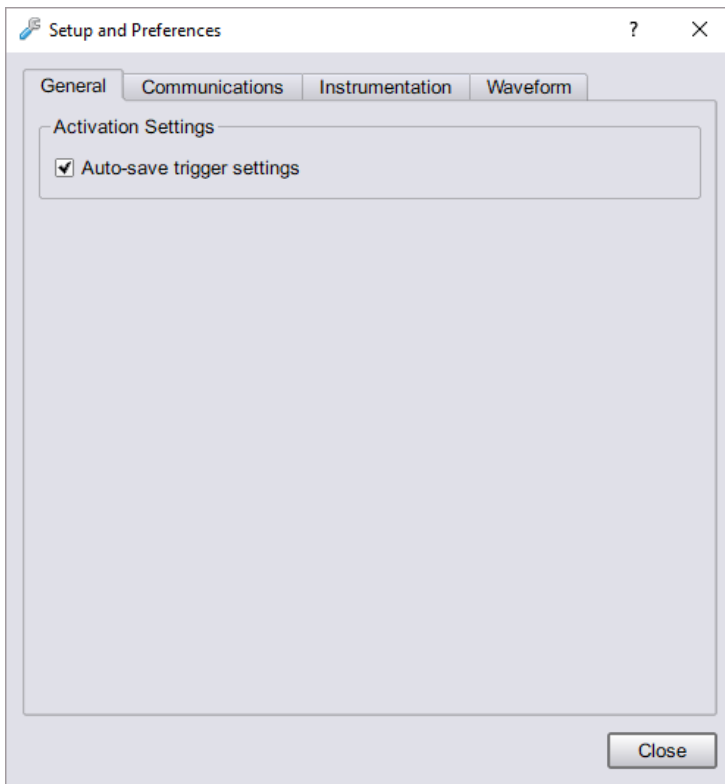 Setup and Preferences ?
General Communications Instrumentation Waveform
Activation Settings
Auto-save trigger settings
Close